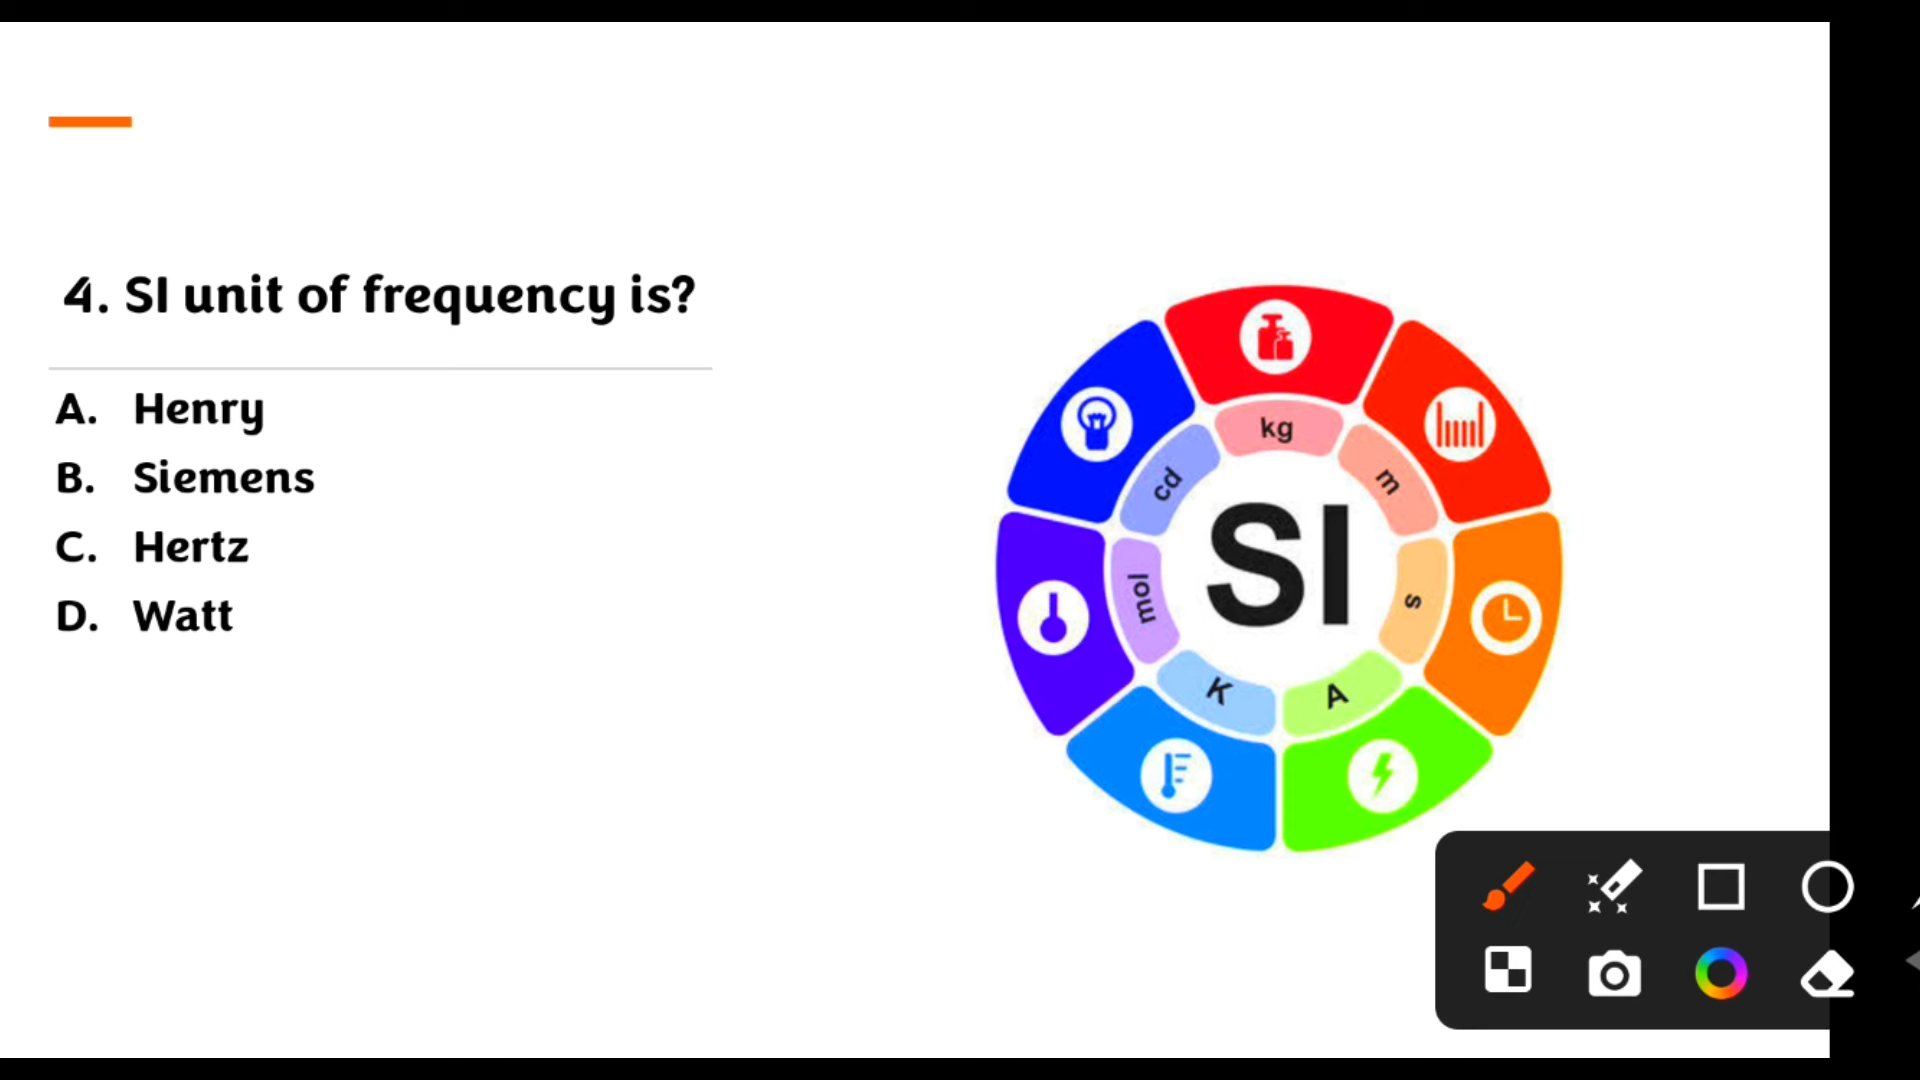 4. SI unit of frequency is?
A. Henry
B. Siemens
C. Hertz
D. Watt
kg
m
s
A
K
mol
cd
SI